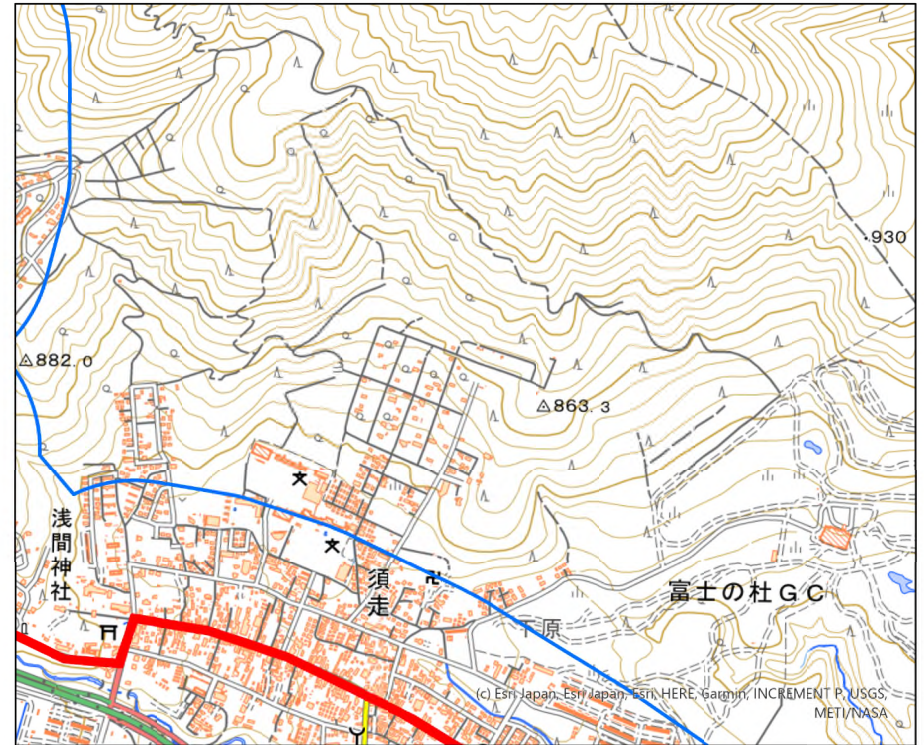 930
882.0
863.3
浅間神社
須走
富士の杜GC
下原
(c) Esri Japan, Esri Japan, Esri, HERE, Garmin, INCREMENT P, USGS,
METI/NASA